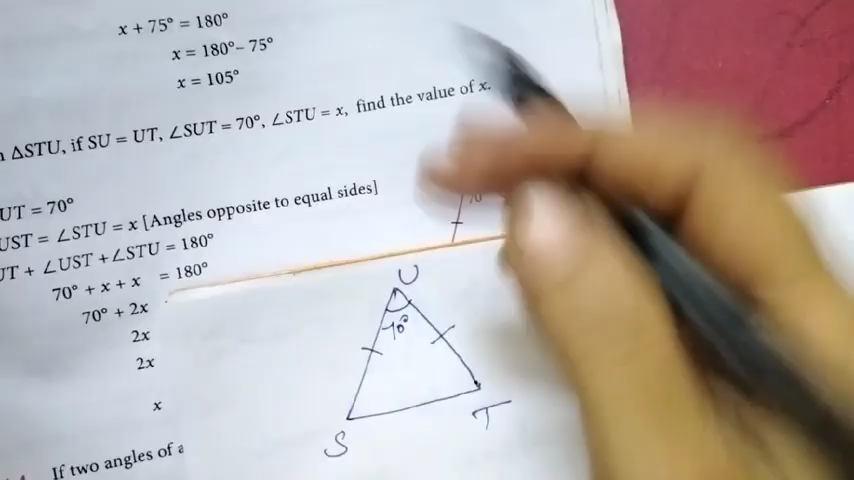 x + 75° = 180°
x = 180° – 75°
x = 105°
ΔSTU, if SU = UT, ∠SUT = 70°, ∠STU = x, find the value of x.
UT = 70°
UST = ∠STU = x [Angles opposite to equal sides]
UT + ∠UST + ∠STU = 180°
70° + x + x = 180°
70° + 2x
2x
2x
x
If two angles of a
U
70°
S
T